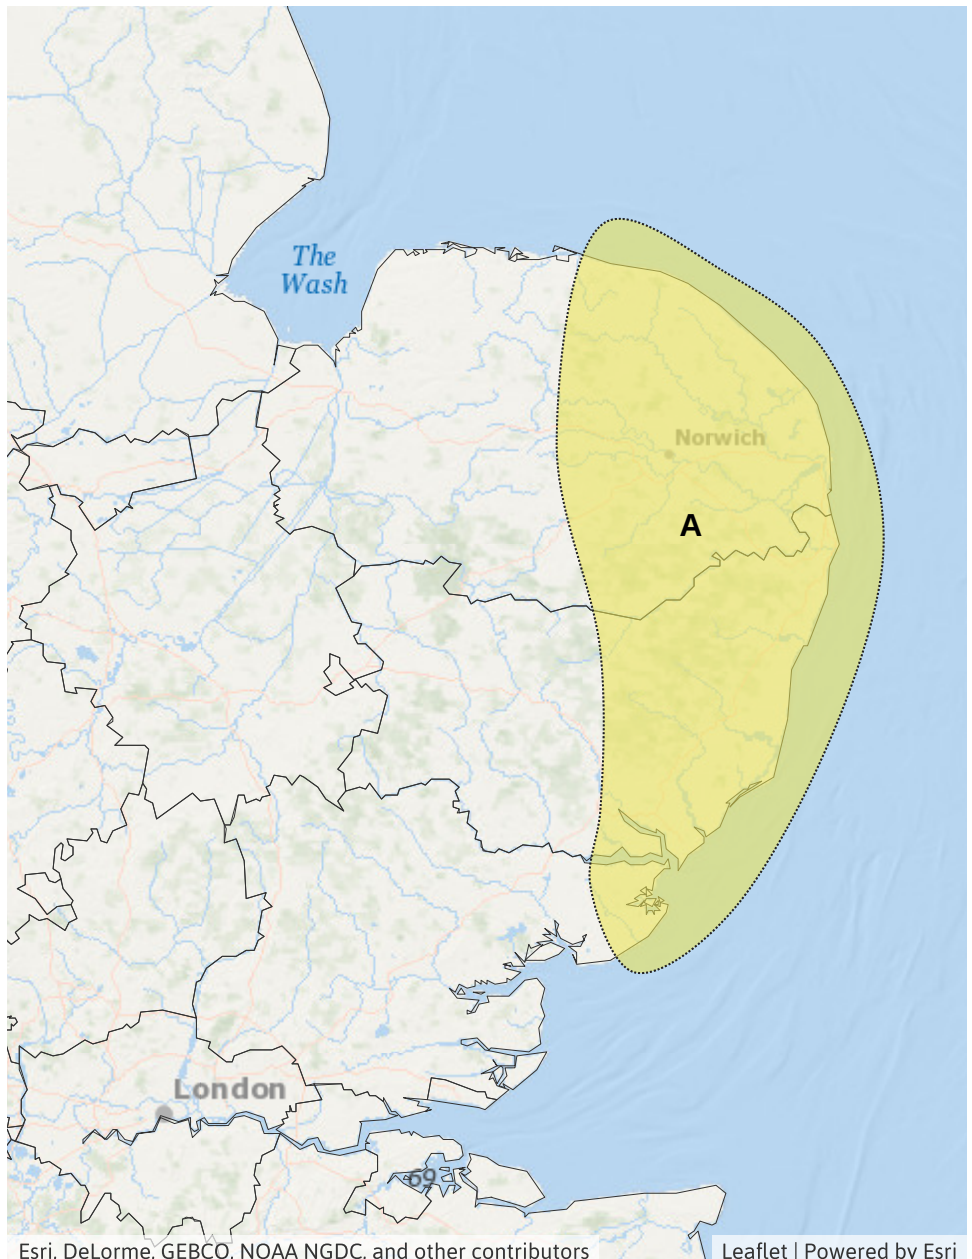 The
Wash
Norwich
A
London
69
Esri, DeLorme, GEBCO, NOAA NGDC, and other contributors
Leaflet | Powered by Esri